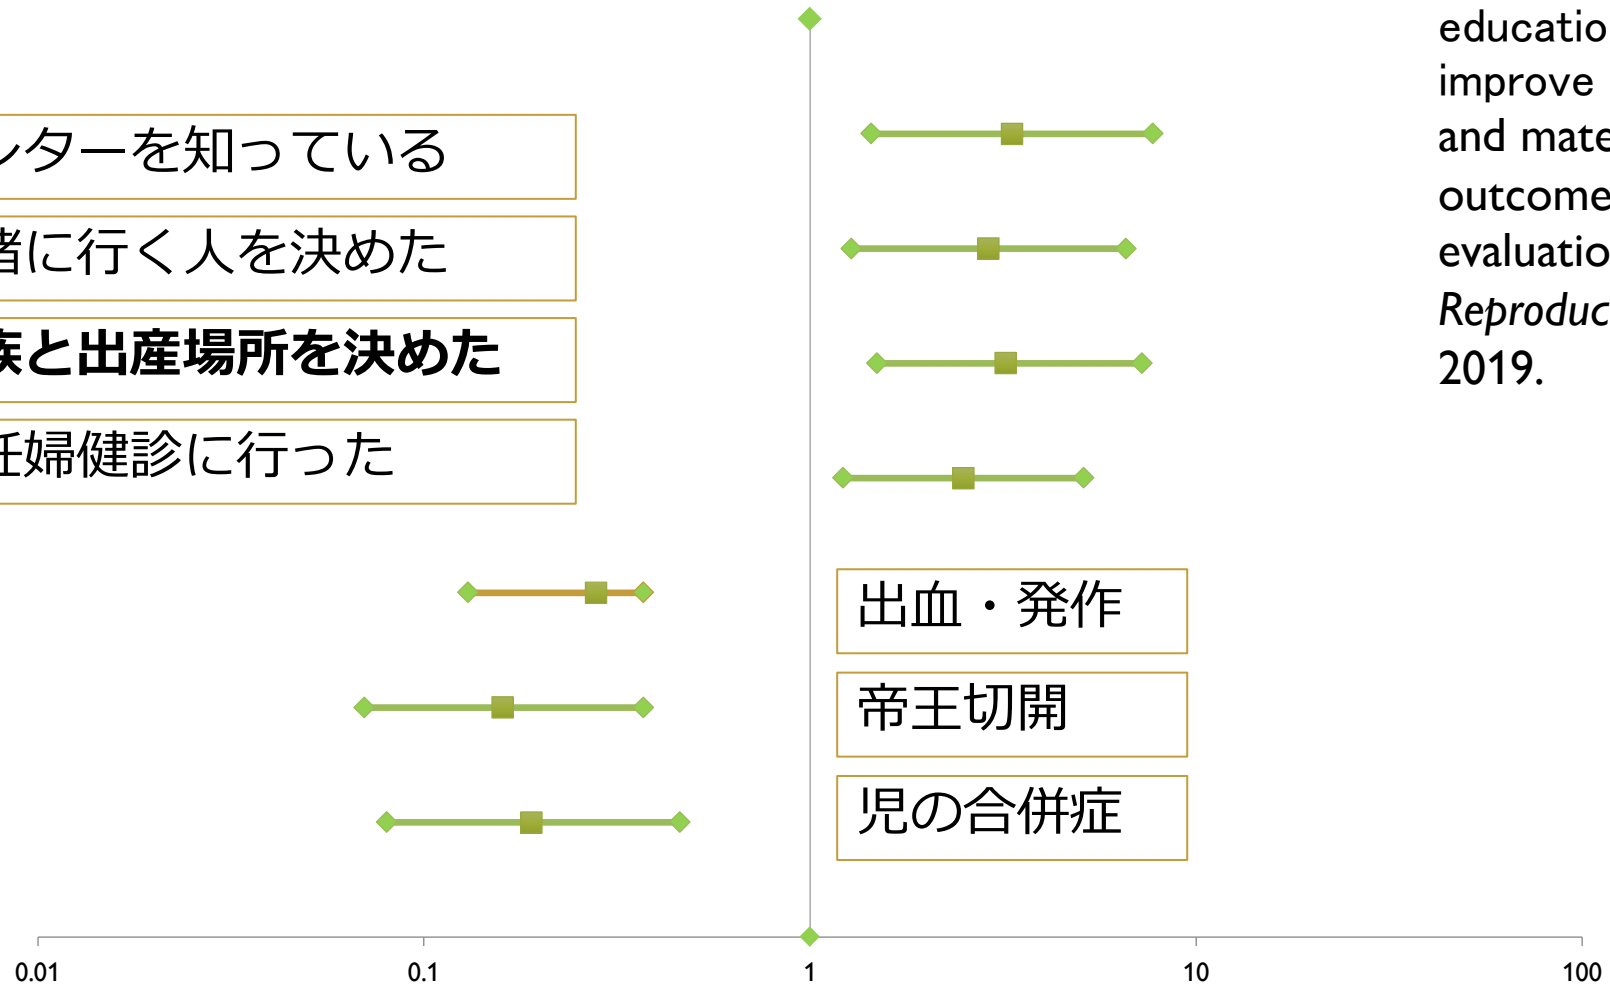 ターを知っている
に行く人を決めた
と出産場所を決めた
婦健診に行った
出血・発作
帝王切開
児の合併症
0.01 0.1 1 10 100
educatio
improve
and mate
outcome
evaluatio
Reproduc
2019.